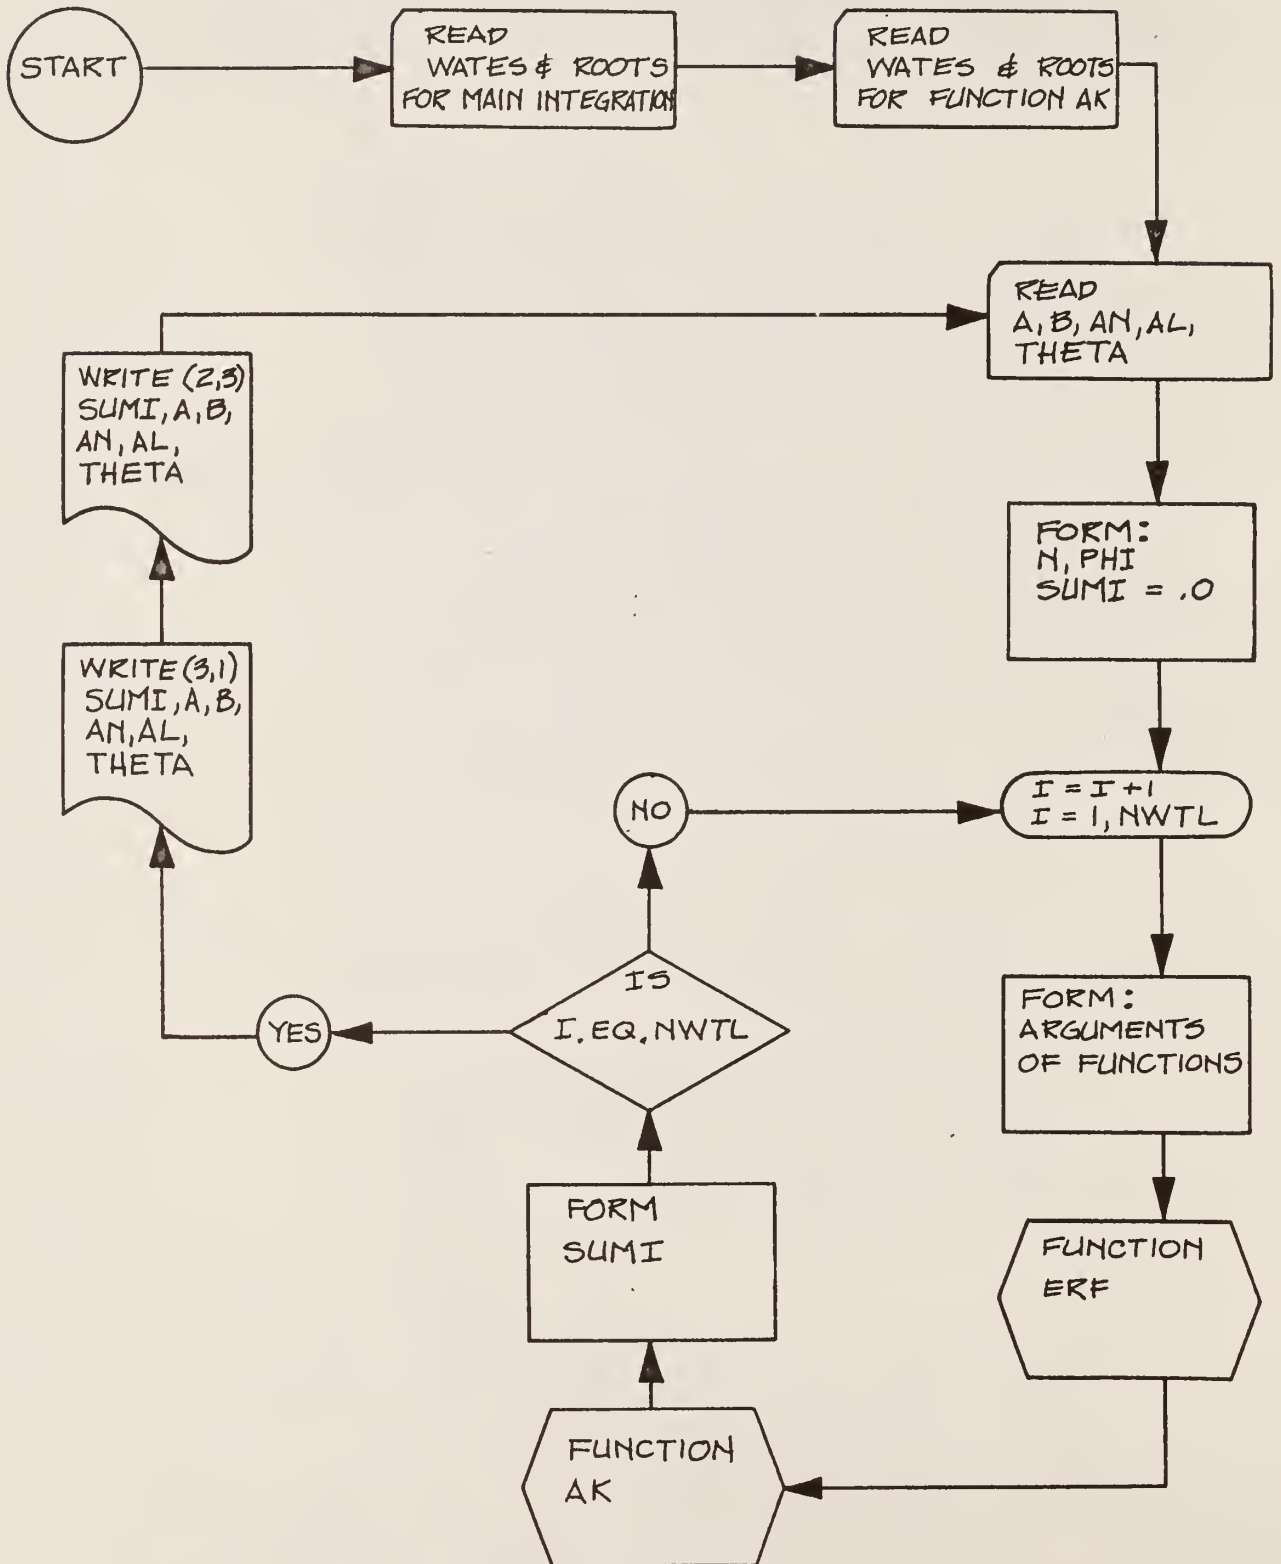 START
READ
WATES & ROOTS
FOR MAIN INTEGRATION
READ
WATES & ROOTS
FOR FUNCTION AK
READ
A, B, AN, AL,
THETA
FORM:
N, PHI
SUMI = .0
I = I + 1
I = 1, NWTL
FORM:
ARGUMENTS
OF FUNCTIONS
FUNCTION
ERF
FUNCTION
AK
FORM
SUMI
IS
I. EQ. NWTL
NO
YES
WRITE (3,1)
SUMI, A, B,
AN, AL,
THETA
WRITE (2,3)
SUMI, A, B,
AN, AL,
THETA